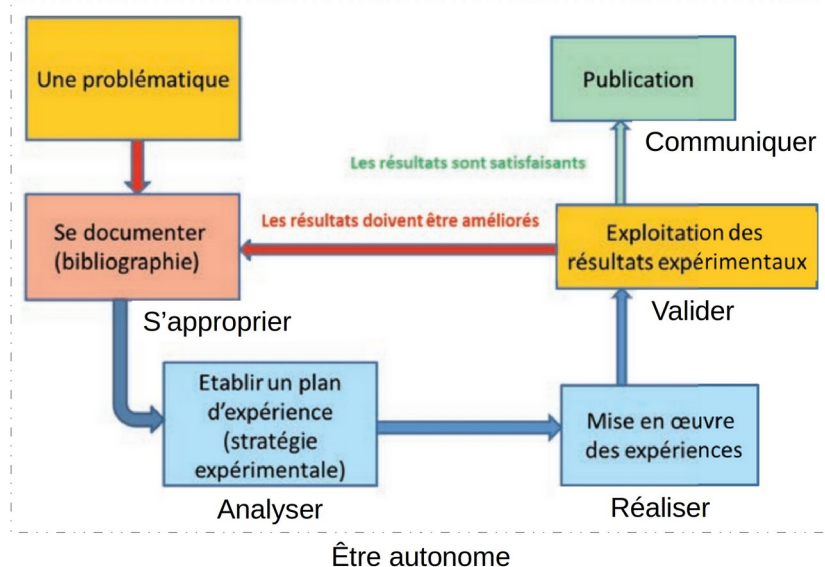 Une problématique
Publication
Communiquer
Les résultats sont satisfaisants
Se documenter
(bibliographie)
Les résultats doivent être améliorés
Exploitation des
résultats expérimentaux
S’approprier
Valider
Etablir un plan
d’expérience
(stratégie
expérimentale)
Mise en œuvre
des expériences
Analyser
Réaliser
Être autonome